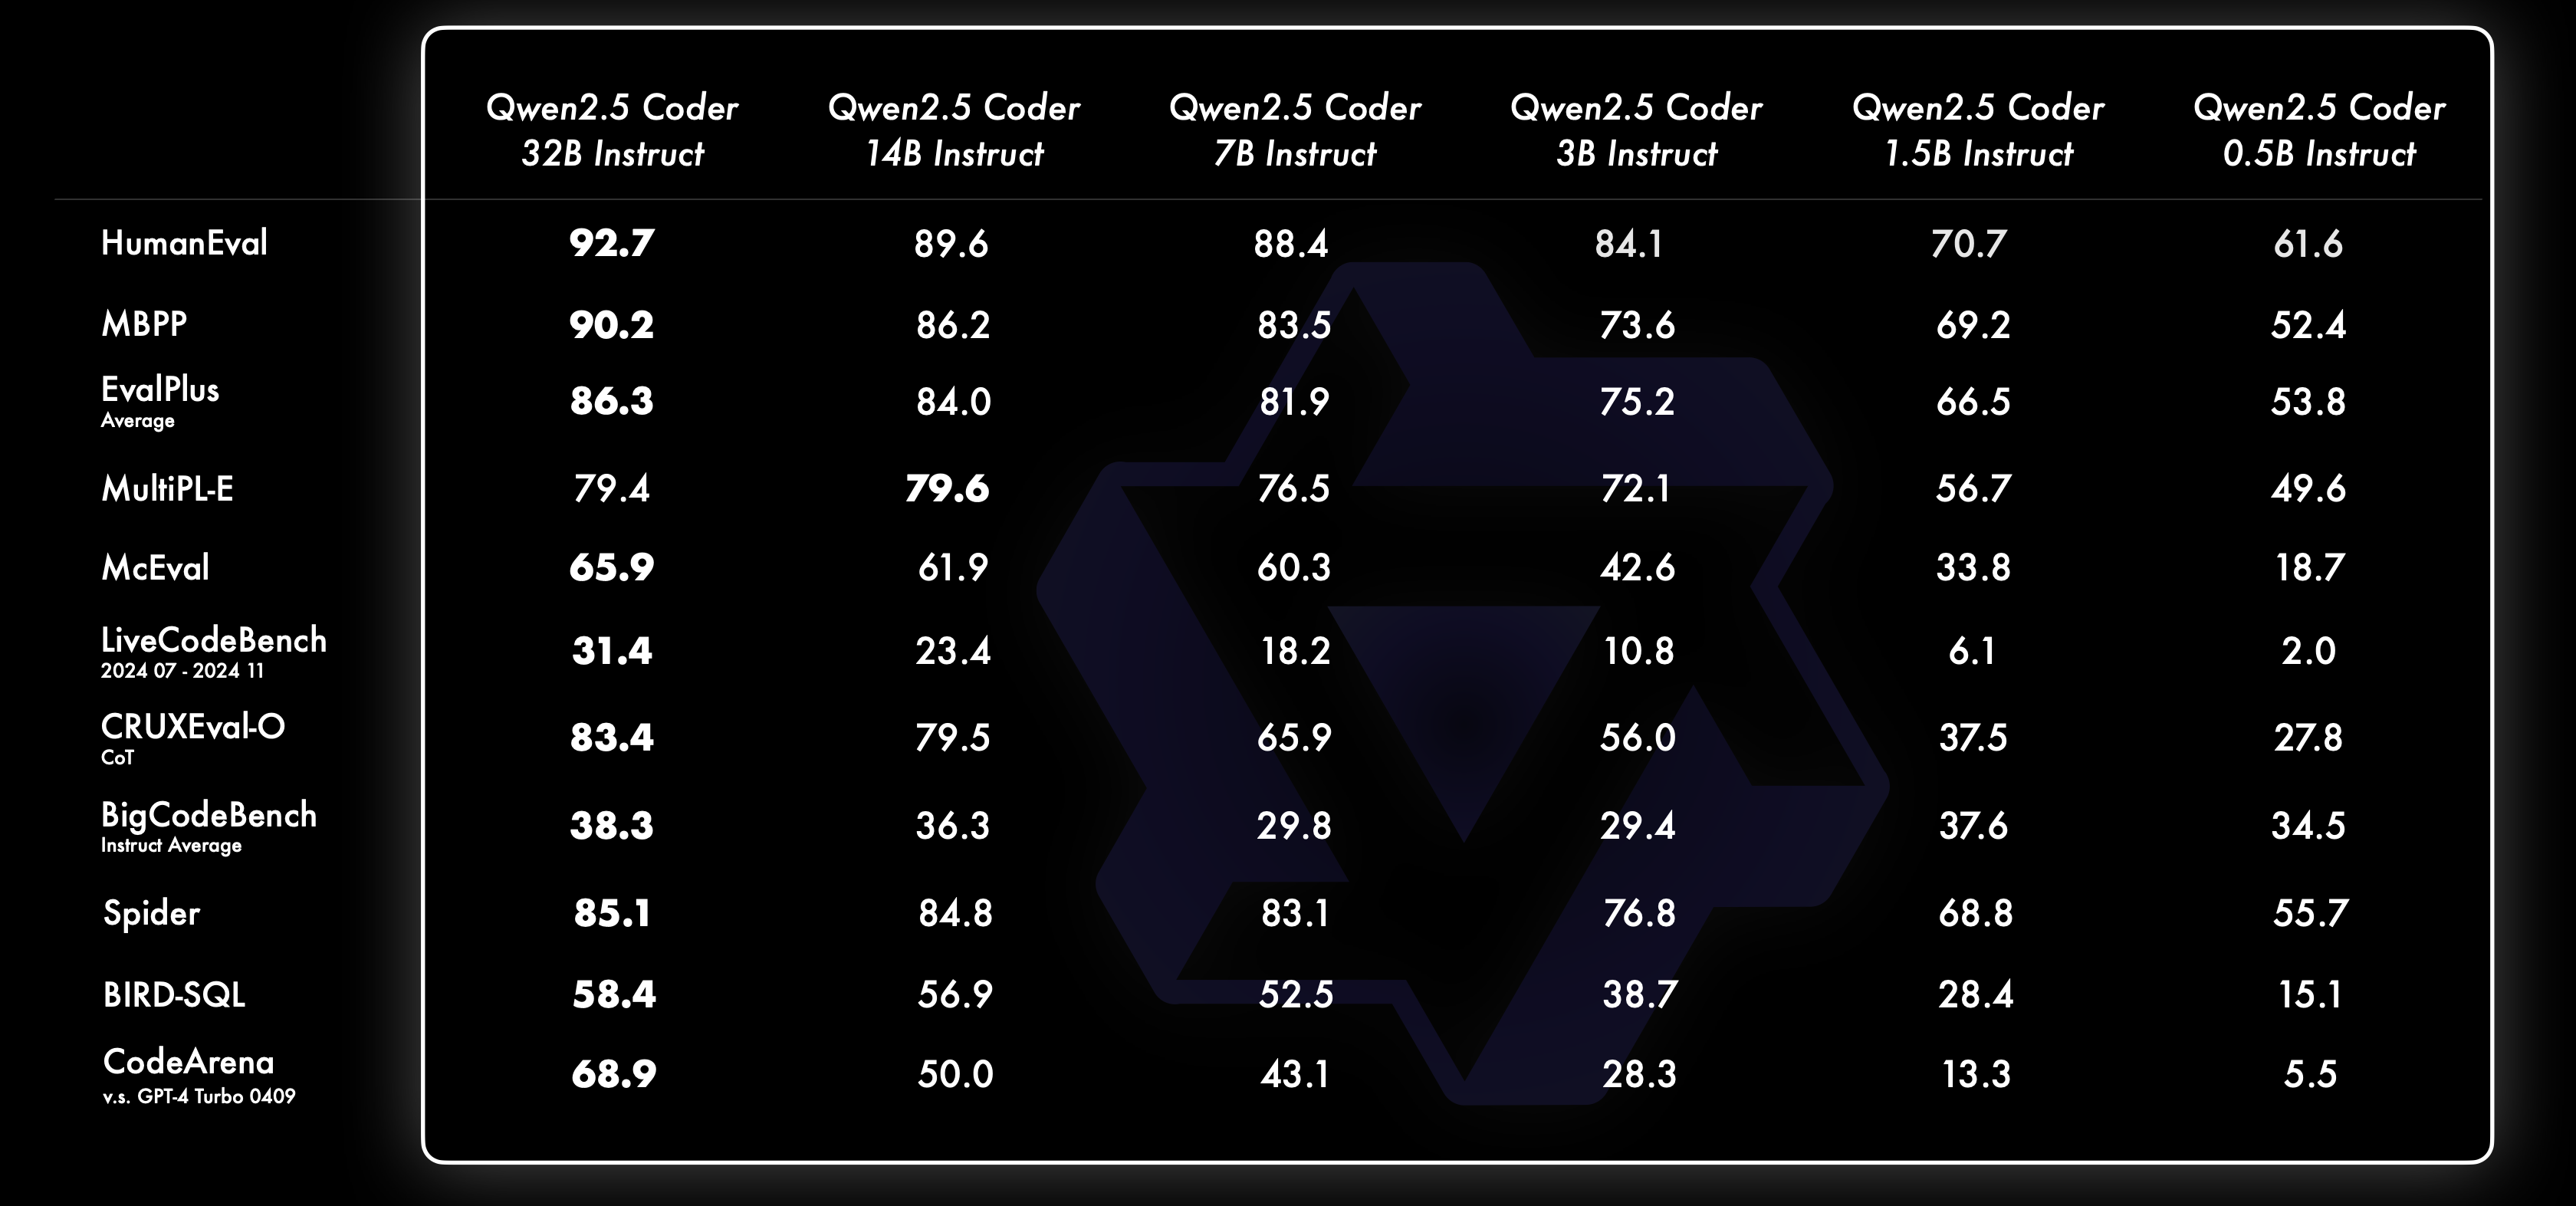 Qwen2.5 Coder Qwen2.5 Coder Qwen2.5 Coder Qwen2.5 Coder Qwen2.5 Coder Qwen2.5 Coder
32B Instruct 14B Instruct 7B Instruct 3B Instruct 1.5B Instruct 0.5B Instruct
HumanEval 92.7 89.6 88.4 84.1 70.7 61.6
MBPP 90.2 86.2 83.5 73.6 69.2 52.4
EvalPlus 86.3 84.0 81.9 75.2 66.5 53.8
Average
MultiPL-E 79.4 79.6 76.5 72.1 56.7 49.6
McEval 65.9 61.9 60.3 42.6 33.8 18.7
LiveCodeBench 31.4 23.4 18.2 10.8 6.1 2.0
2024 07 - 2024 11
CRUXEval-O 83.4 79.5 65.9 56.0 37.5 27.8
CoT
BigCodeBench 38.3 36.3 29.8 29.4 37.6 34.5
Instruct Average
Spider 85.1 84.8 83.1 76.8 68.8 55.7
BIRD-SQL 58.4 56.9 52.5 38.7 28.4 15.1
CodeArena 68.9 50.0 43.1 28.3 13.3 5.5
v.s. GPT-4 Turbo 0409